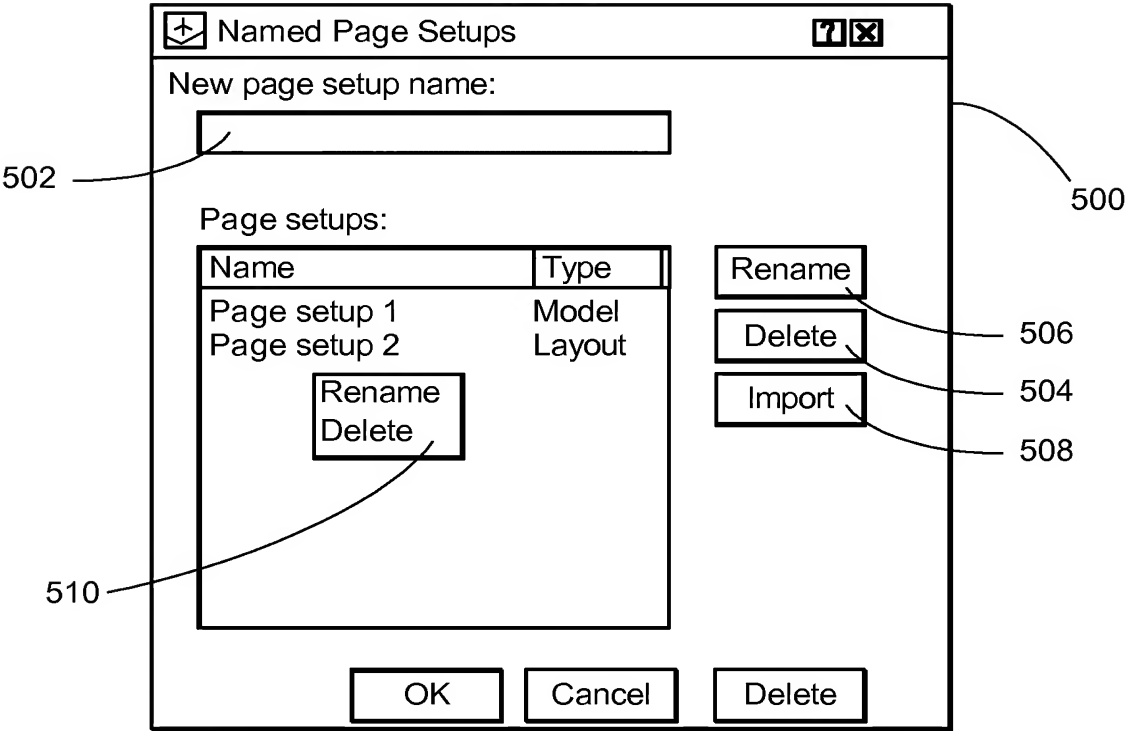 Named Page Setups ?
New page setup name:
502
500
Page setups:
Name Type
Page setup 1 Model
Page setup 2 Layout
Rename
Delete
Rename
Delete
Import
506
504
508
510
OK Cancel Delete